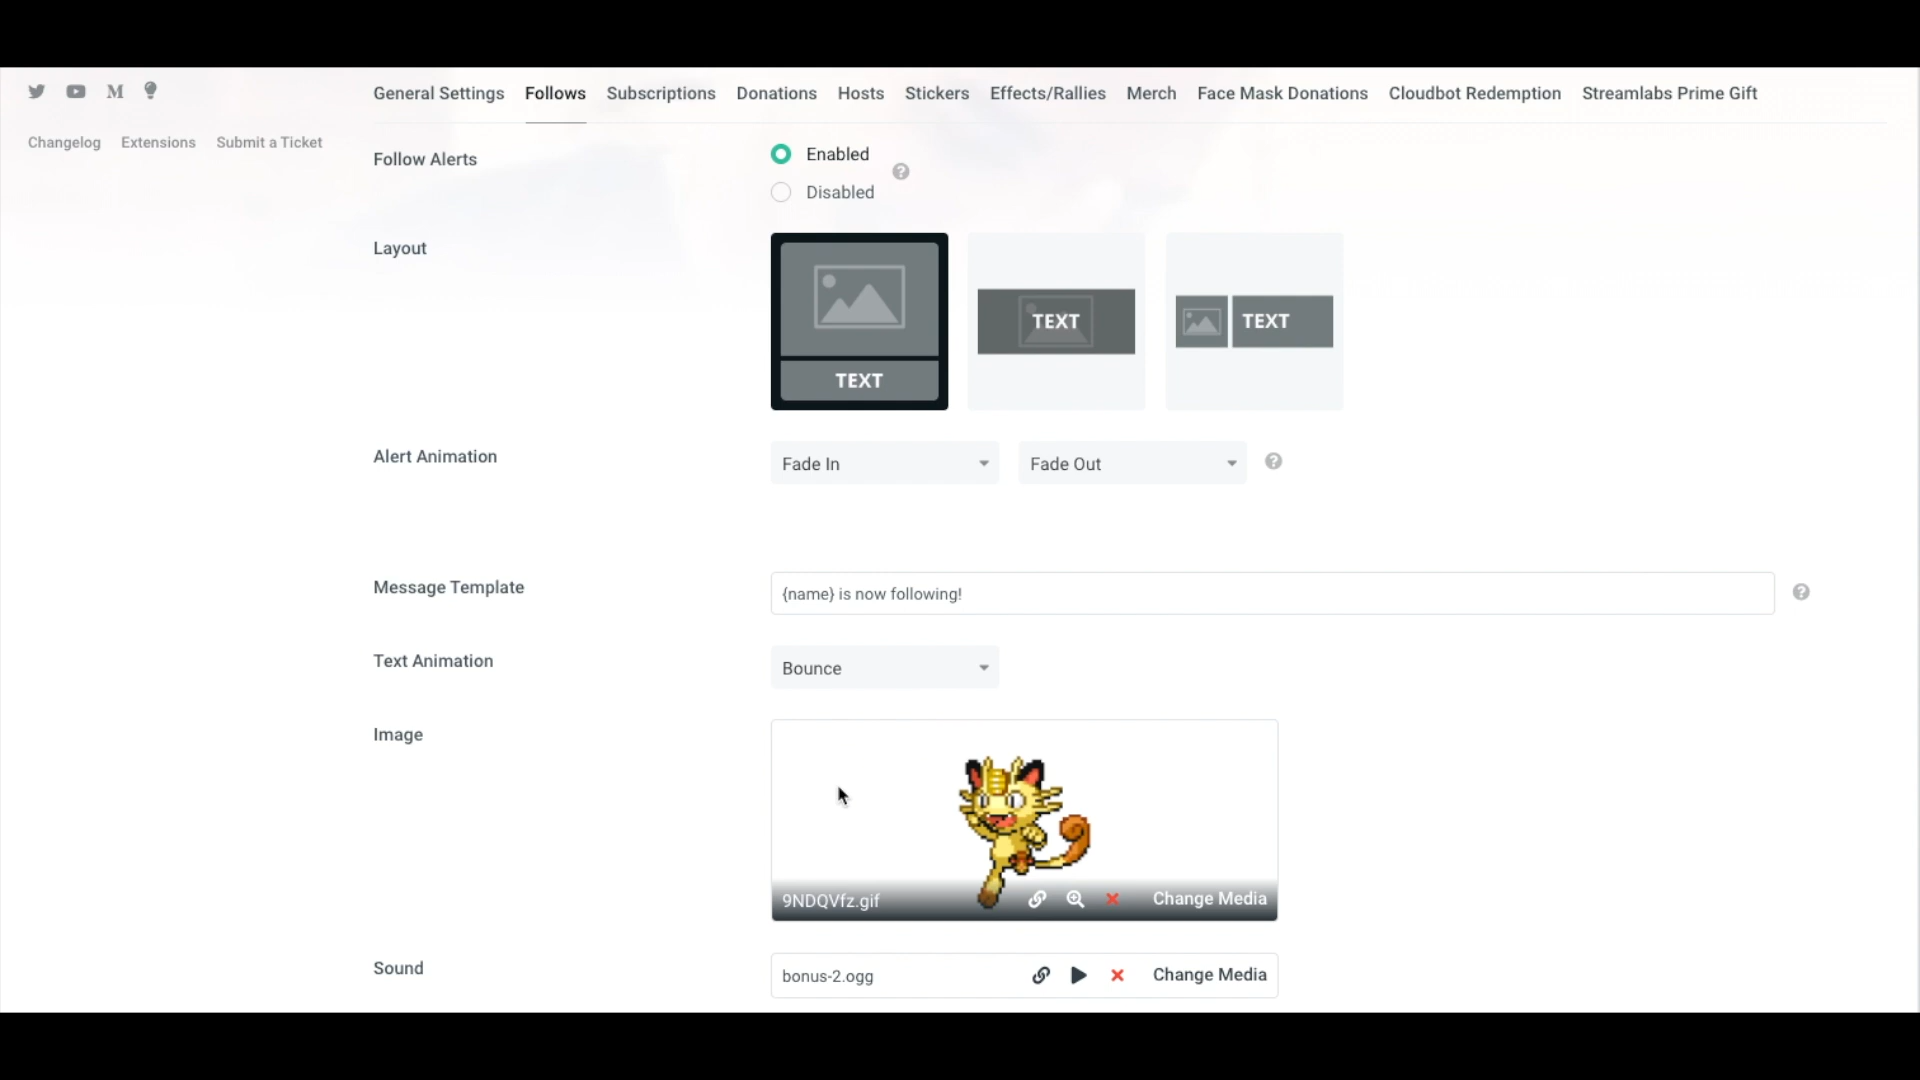 General Settings Follows Subscriptions Donations Hosts Stickers Effects/Rallies Merch Face Mask Donations Cloudbot Redemption Streamlabs Prime Gift
Changelog Extensions Submit a Ticket
Follow Alerts
Enabled
Disabled
Layout
TEXT
TEXT
TEXT
Alert Animation
Fade In
Fade Out
Message Template
{name} is now following!
Text Animation
Bounce
Image
9NDQVfz.gif
Change Media
Sound
bonus-2.ogg
Change Media